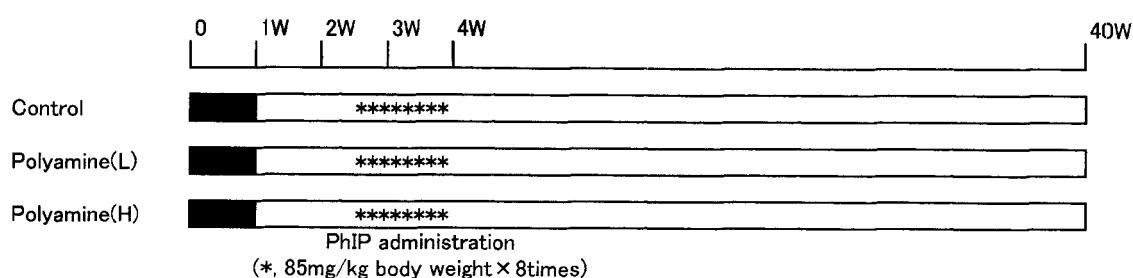 0 1W 2W 3W 4W 40W
Control ********
Polyamine(L) ********
Polyamine(H) ********
PhIP administration
(*, 85mg/kg body weight×8times)